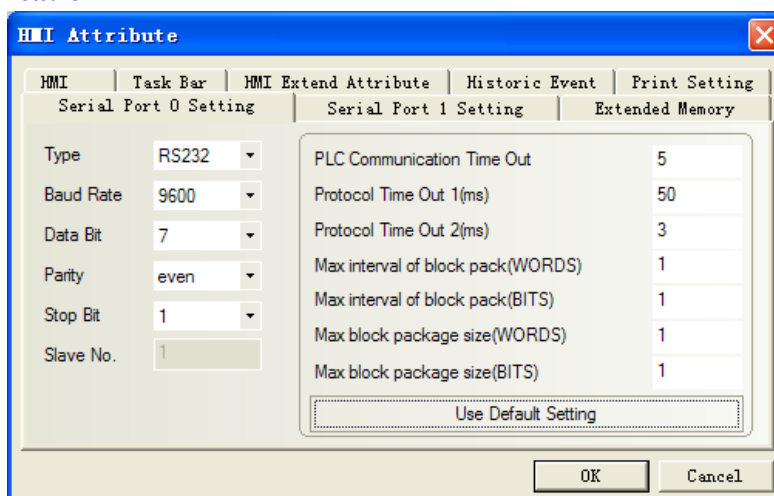 HMI Attribute
HMI Task Bar HMI Extend Attribute Historic Event Print Setting
Serial Port 0 Setting Serial Port 1 Setting Extended Memory
Type RS232
Baud Rate 9600
Data Bit 7
Parity even
Stop Bit 1
Slave No. 1
PLC Communication Time Out 5
Protocol Time Out 1(ms) 50
Protocol Time Out 2(ms) 3
Max interval of block pack(WORDS) 1
Max interval of block pack(BITS) 1
Max block package size(WORDS) 1
Max block package size(BITS) 1
Use Default Setting
OK Cancel